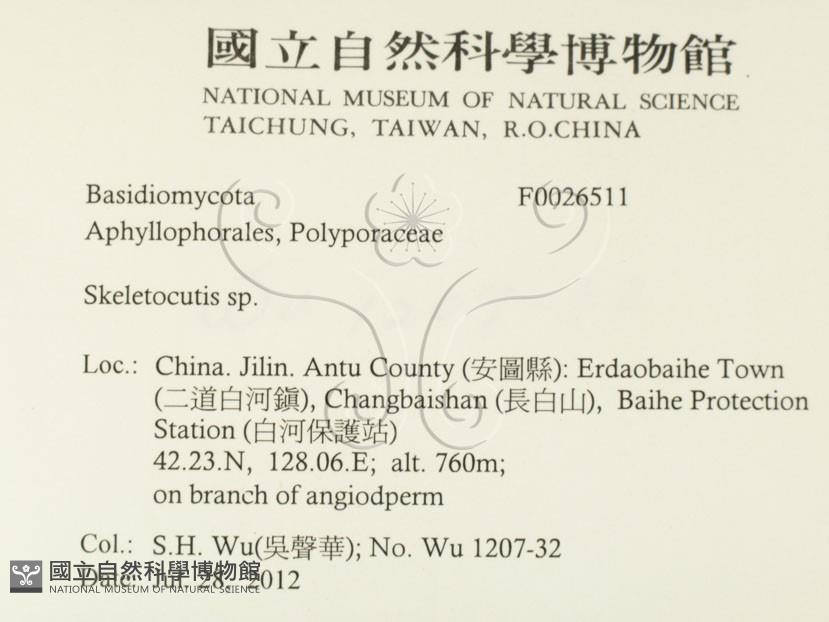 國立自然科學博物館
NATIONAL MUSEUM OF NATURAL SCIENCE
TAICHUNG, TAIWAN, R.O.CHINA
Basidiomycota F0026511
Aphyllophorales, Polyporaceae
Skeletocutis sp.
Loc.: China. Jilin. Antu County (安圖縣): Erdaobaihe Town
(二道白河鎭), Changbaishan (長白山), Baihe Protection
Station (白河保護站)
42.23.N, 128.06.E; alt. 760m;
on branch of angiodperm
Col.: S.H. Wu(吳聲華); No. Wu 1207-32
28, 2012
國立自然科學博物館
NATIONAL MUSEUM OF NATURAL SCIENCE